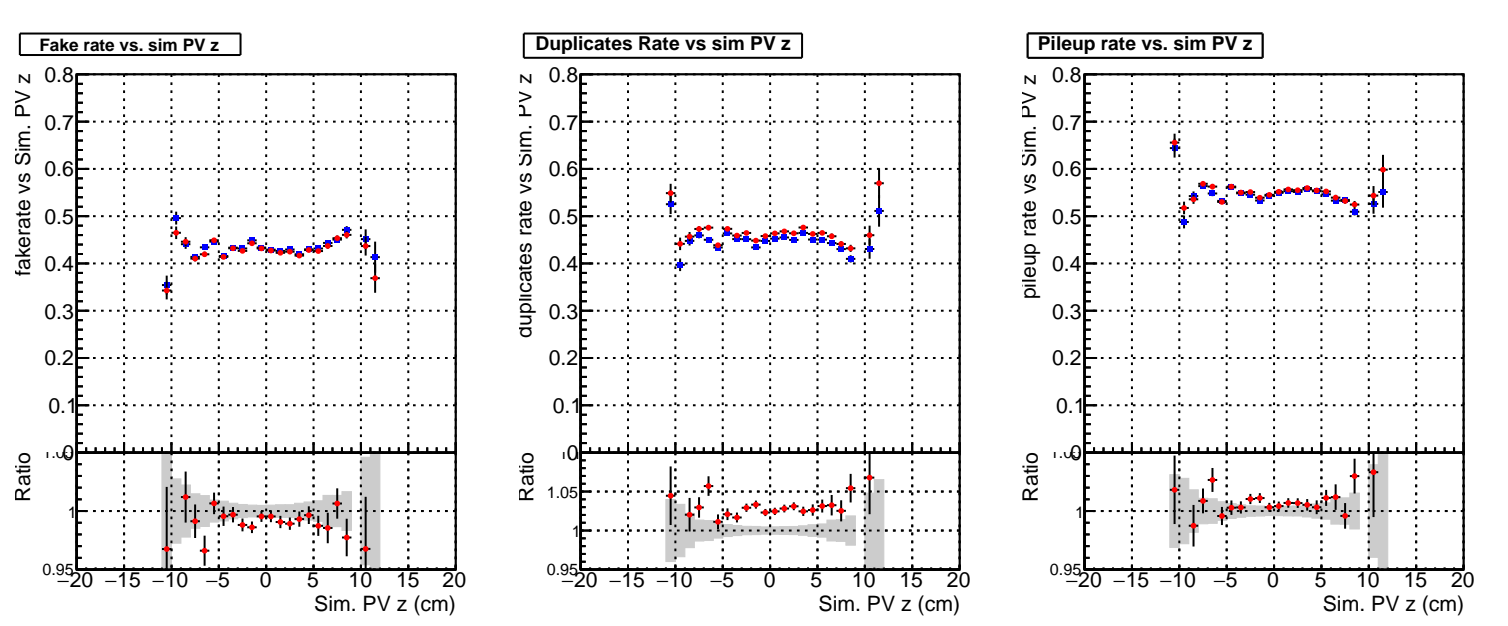 Fake rate vs. sim PV z
fakerate vs Sim. PV z
0.8
0.7
0.6
0.5
0.4
0.3
0.2
0.1
0
Ratio
1
0.95
−20 −15 −10 −5 0 5 10 15 20
Sim. PV z (cm)
Duplicates Rate vs sim PV z
duplicates rate vs Sim. PV z
0.8
0.7
0.6
0.5
0.4
0.3
0.2
0.1
0
Ratio
1.05
1
0.95
−20 −15 −10 −5 0 5 10 15 20
Sim. PV z (cm)
Pileup rate vs. sim PV z
pileup rate vs Sim. PV z
0.8
0.7
0.6
0.5
0.4
0.3
0.2
0.1
0
Ratio
1
0.95
−20 −15 −10 −5 0 5 10 15 20
Sim. PV z (cm)